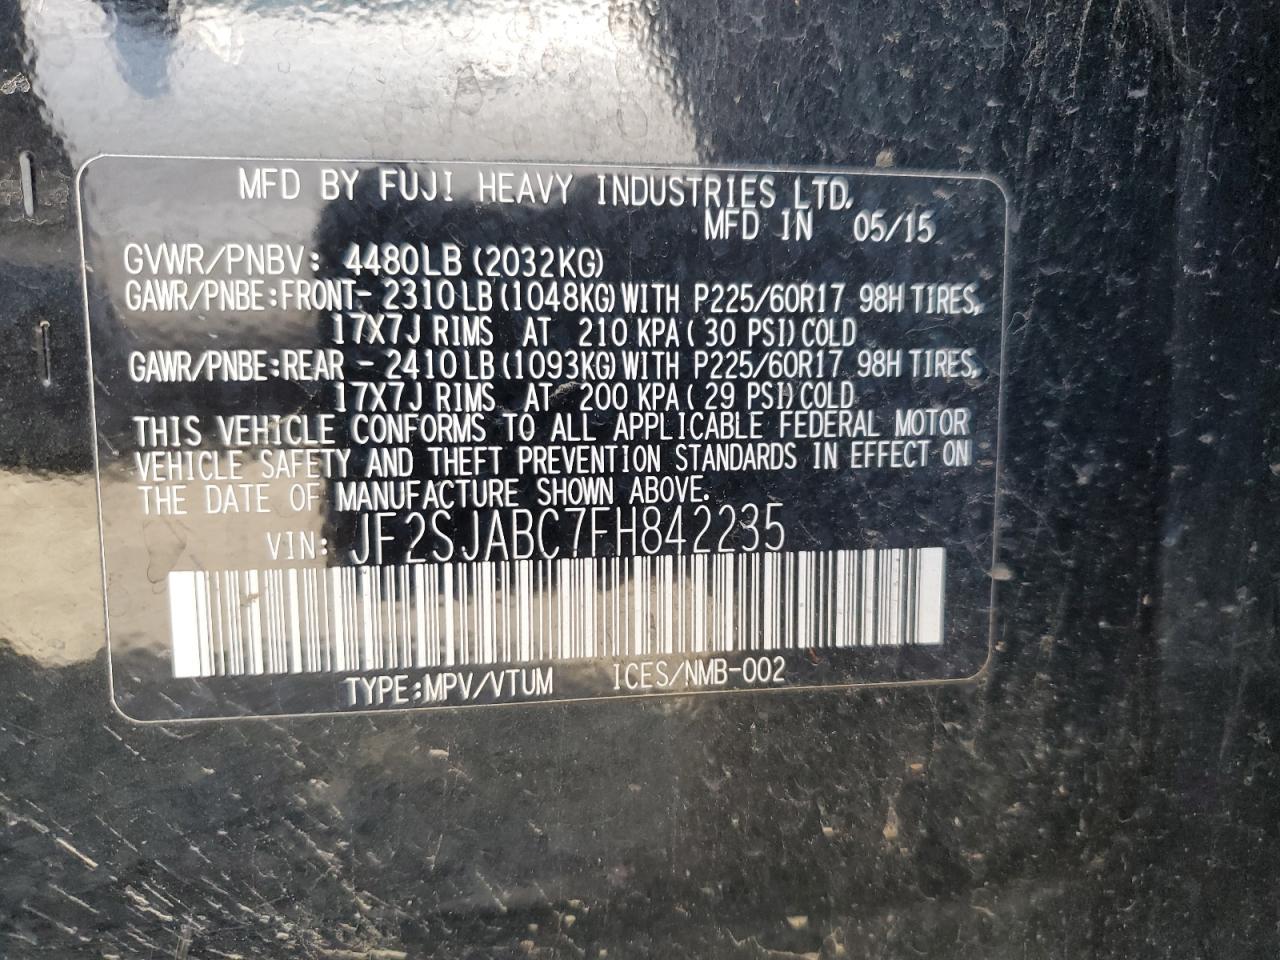 MFD BY FUJI HEAVY INDUSTRIES LTD.
MFD IN 05/15
GVWR/PNBV: 4480LB (2032KG)
GAWR/PNBE:FRONT- 2310 LB (1048KG) WITH P225/60R17 98H TIRES,
17X7J RIMS AT 210 KPA (30 PSI) COLD
GAWR/PNBE:REAR - 2410 LB (1093KG) WITH P225/60R17 98H TIRES,
17X7J RIMS AT 200 KPA (29 PSI) COLD
THIS VEHICLE CONFORMS TO ALL APPLICABLE FEDERAL MOTOR
VEHICLE SAFETY AND THEFT PREVENTION STANDARDS IN EFFECT ON
THE DATE OF MANUFACTURE SHOWN ABOVE.
VIN: JF2SJABC7FH842235
TYPE:MPV/VTUM ICES/NMB-002